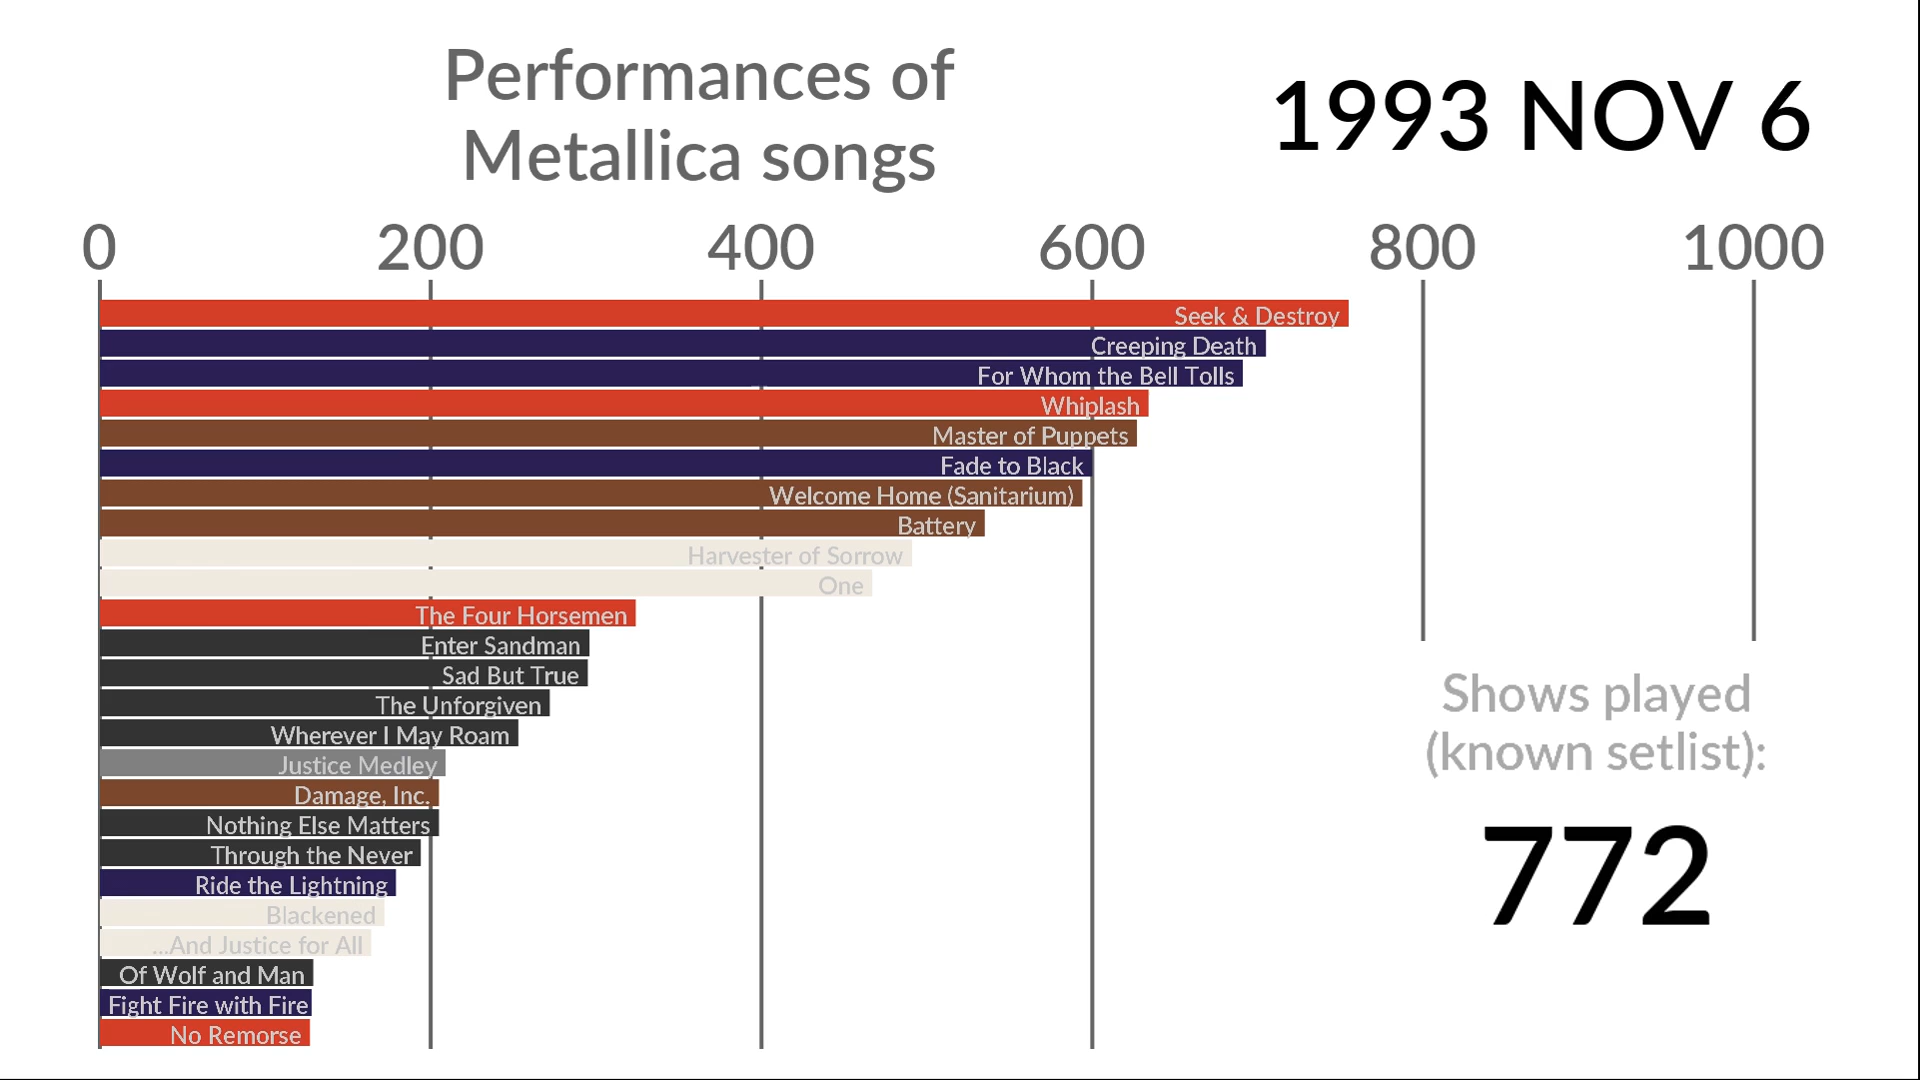 Performances of
Metallica songs
1993 NOV 6
0 200 400 600 800 1000
Seek & Destroy
Creeping Death
For Whom the Bell Tolls
Whiplash
Master of Puppets
Fade to Black
Welcome Home (Sanitarium)
Battery
Harvester of Sorrow
One
The Four Horsemen
Enter Sandman
Sad But True
The Unforgiven
Wherever I May Roam
Justice Medley
Damage, Inc.
Nothing Else Matters
Through the Never
Ride the Lightning
Blackened
...And Justice for All
Of Wolf and Man
Fight Fire with Fire
No Remorse
Shows played
(known setlist):
772